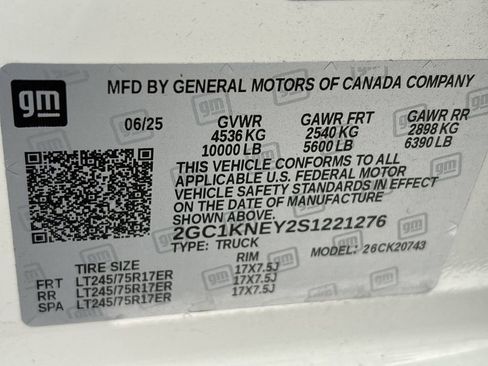 gm
MFD BY GENERAL MOTORS OF CANADA COMPANY
06/25 GVWR GAWR FRT GAWR RR
4536 KG 2540 KG 2898 KG
10000 LB 5600 LB 6390 LB
THIS VEHICLE CONFORMS TO ALL
APPLICABLE U.S. FEDERAL MOTOR
VEHICLE SAFETY STANDARDS IN EFFECT
ON THE DATE OF MANUFACTURE
SHOWN ABOVE.
2GC1KNEY2S1221276
TYPE: TRUCK MODEL: 26CK20743
TIRE SIZE RIM
FRT LT245/75R17ER 17X7.5J
RR LT245/75R17ER 17X7.5J
SPA LT245/75R17ER 17X7.5J